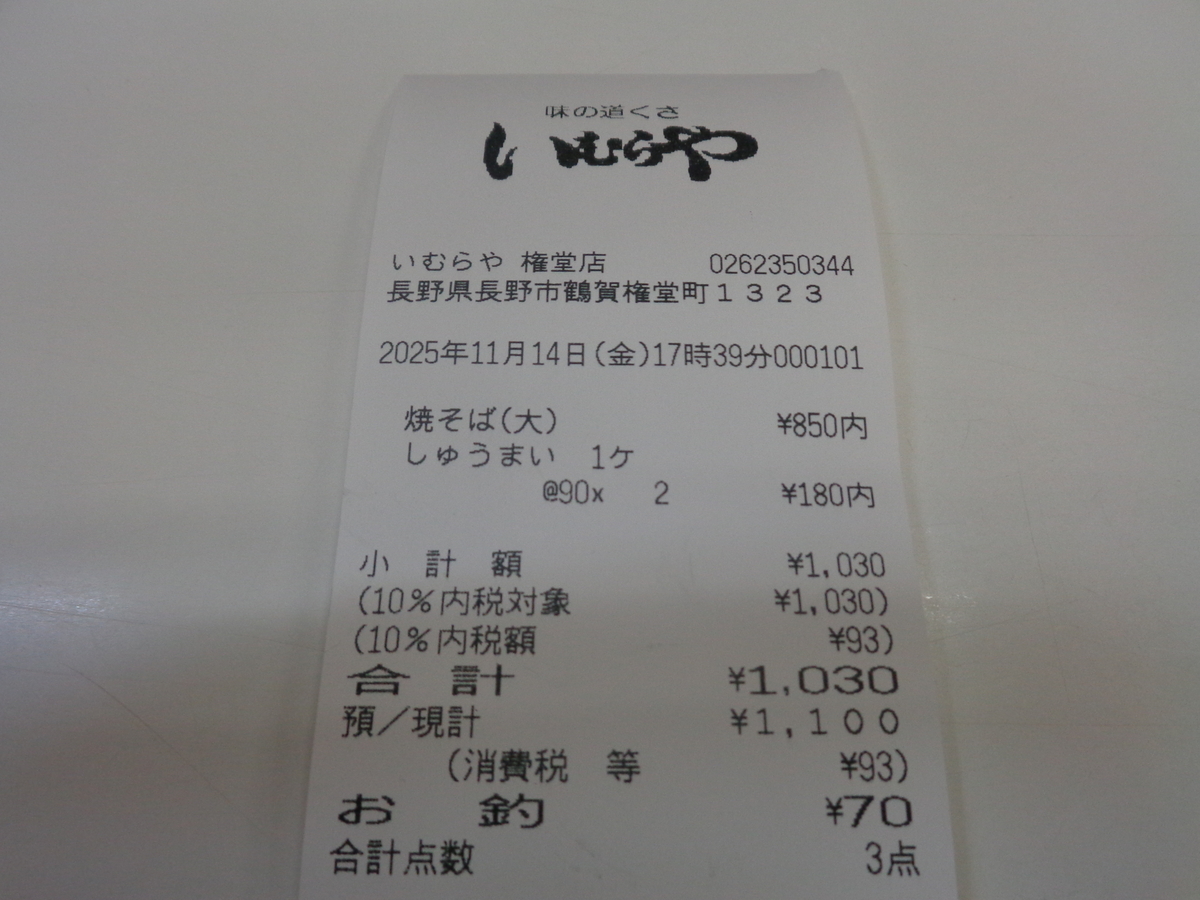 味の道くさ
いむらや
いむらや 権堂店 0262350344
長野県長野市鶴賀権堂町１３２３
2025年11月14日(金)17時39分000101
焼そば(大) ¥850内
しゅうまい 1ケ
@90x 2 ¥180内
小 計 額 ¥1,030
(10%内税対象 ¥1,030)
(10%内税額 ¥93)
合 計 ¥1,030
預／現計 ¥1,100
(消費税 等 ¥93)
お 釣 ¥70
合計点数 3点